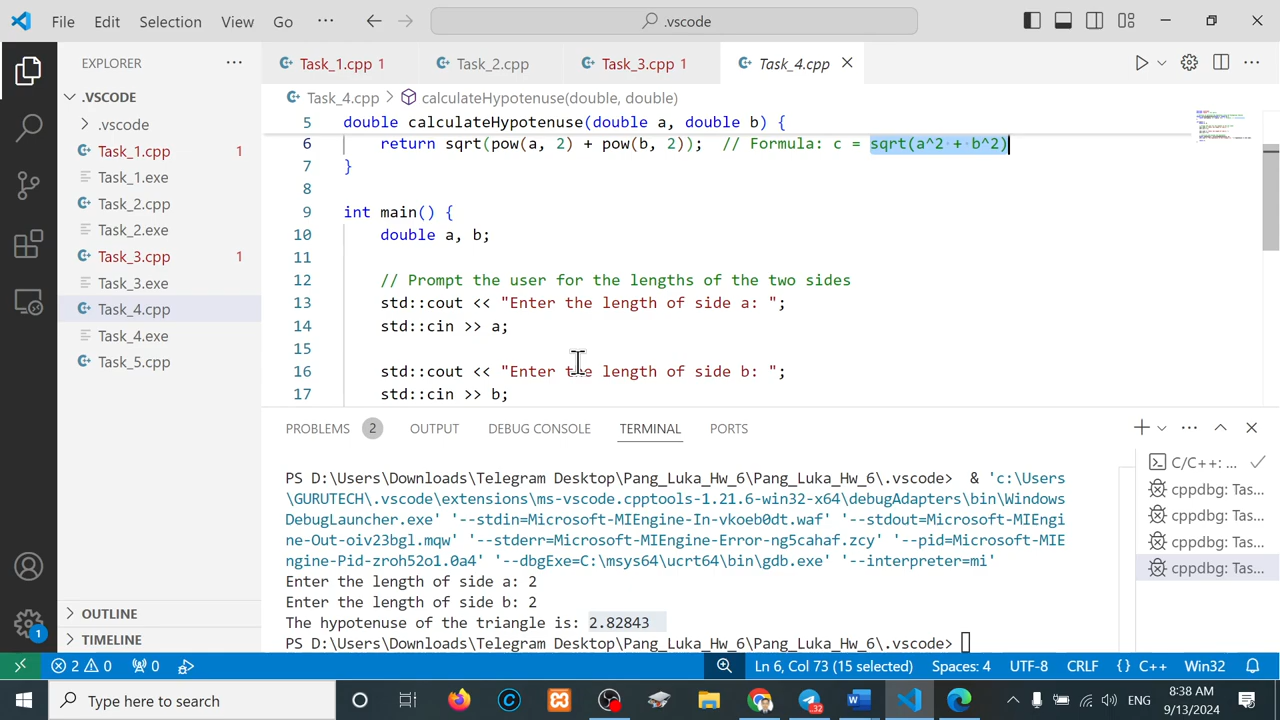 File Edit Selection View Go ··· .vscode
EXPLORER ···
Task_1.cpp 1 Task_2.cpp Task_3.cpp 1 Task_4.cpp
.VSCODE
Task_4.cpp > calculateHypotenuse(double, double)
.vscode
Task_1.cpp 1
Task_1.exe
Task_2.cpp
Task_2.exe
Task_3.cpp 1
Task_3.exe
Task_4.cpp
Task_4.exe
Task_5.cpp
OUTLINE
TIMELINE
5 double calculateHypotenuse(double a, double b) {
6 return sqrt(pow(a, 2) + pow(b, 2)); // Formula: c = sqrt(a^2 + b^2)
7 }
8
9 int main() {
10 double a, b;
11
12 // Prompt the user for the lengths of the two sides
13 std::cout << "Enter the length of side a: ";
14 std::cin >> a;
15
16 std::cout << "Enter the length of side b: ";
17 std::cin >> b;
PROBLEMS 2 OUTPUT DEBUG CONSOLE TERMINAL PORTS
PS D:\Users\Downloads\Telegram Desktop\Pang_Luka_Hw_6\Pang_Luka_Hw_6\.vscode> & 'c:\Users
\GURUTECH\.vscode\extensions\ms-vscode.cpptools-1.21.6-win32-x64\debugAdapters\bin\Windows
DebugLauncher.exe' '--stdin=Microsoft-MIEngine-In-vkoeb0dt.waf' '--stdout=Microsoft-MIEngi
ne-Out-oiv23bgl.mqw' '--stderr=Microsoft-MIEngine-Error-ng5cahaf.zcy' '--pid=Microsoft-MIE
ngine-Pid-zroh52o1.0a4' '--dbgExe=C:\msys64\ucrt64\bin\gdb.exe' '--interpreter=mi'
Enter the length of side a: 2
Enter the length of side b: 2
The hypotenuse of the triangle is: 2.82843
PS D:\Users\Downloads\Telegram Desktop\Pang_Luka_Hw_6\Pang_Luka_Hw_6\.vscode>
C/C++: ...
cppdbg: Tas...
cppdbg: Tas...
cppdbg: Tas...
cppdbg: Tas...
1
2 0 0 Ln 6, Col 73 (15 selected) Spaces: 4 UTF-8 CRLF {} C++ Win32
Type here to search .32 ENG 8:38 AM
9/13/2024